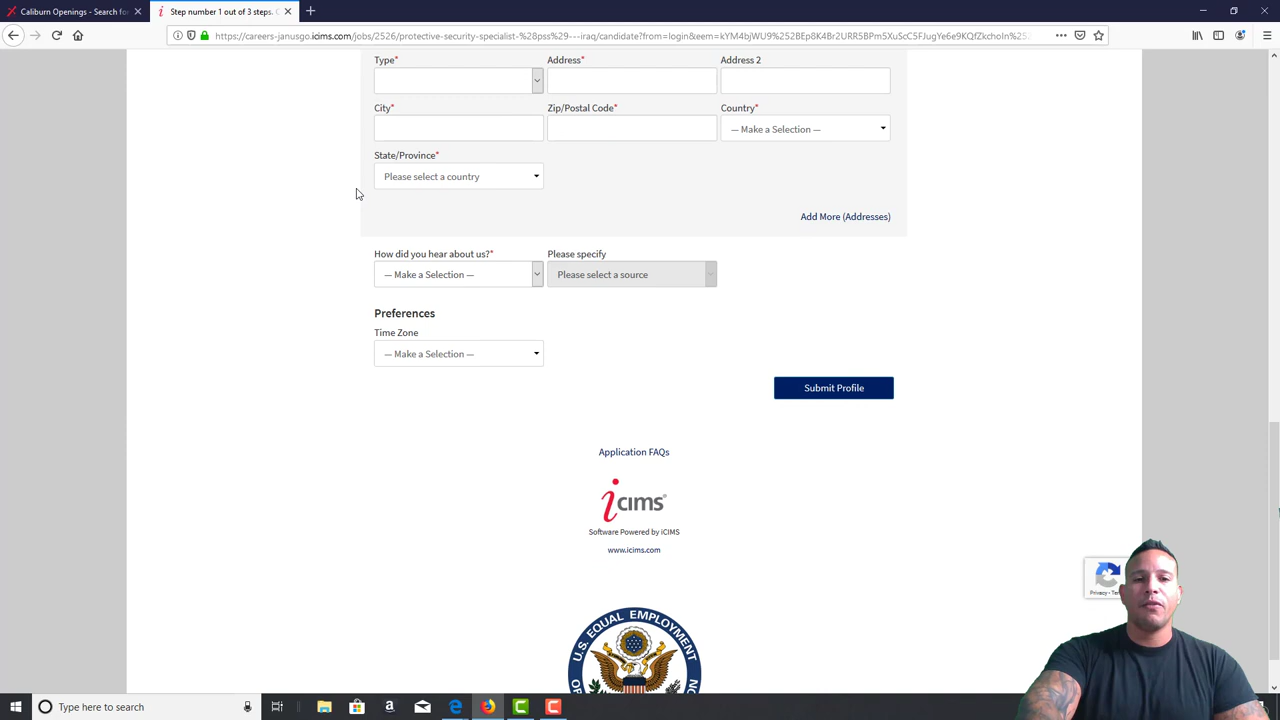 Caliburn Openings - Search for
Step number 1 out of 3 steps.
https://careers-janusgo.icims.com/jobs/2526/protective-security-specialist-%28pss%29---iraq/candidate?from=login&eem=
Type*
Address*
Address 2
City*
Zip/Postal Code*
Country*
— Make a Selection —
State/Province*
Please select a country
Add More (Addresses)
How did you hear about us?*
Please specify
— Make a Selection —
Please select a source
Preferences
Time Zone
— Make a Selection —
Submit Profile
Application FAQs
icims
Software Powered by iCIMS
www.icims.com
Privacy - Ter
U.S. EQUAL EMPLOYMENT
Type here to search